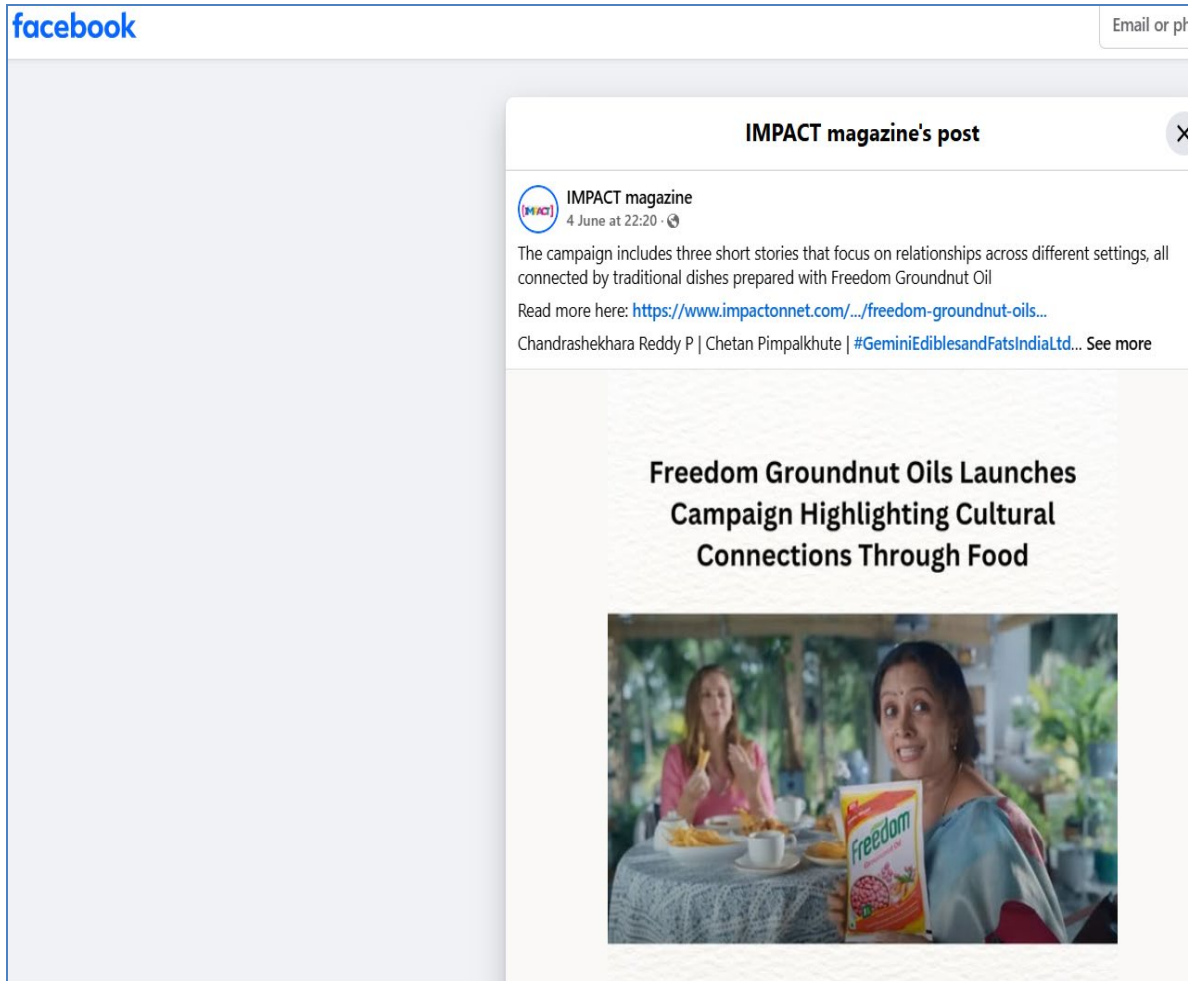 facebook
Email or ph
IMPACT magazine's post
[IMPACT]
IMPACT magazine
4 June at 22:20 ·
The campaign includes three short stories that focus on relationships across different settings, all
connected by traditional dishes prepared with Freedom Groundnut Oil
Read more here: https://www.impactonnet.com/.../freedom-groundnut-oils...
Chandrashekhara Reddy P | Chetan Pimpalkhute | #GeminiEdiblesandFatsIndiaLtd... See more
Freedom Groundnut Oils Launches
Campaign Highlighting Cultural
Connections Through Food
Freedom
Groundnut Oil